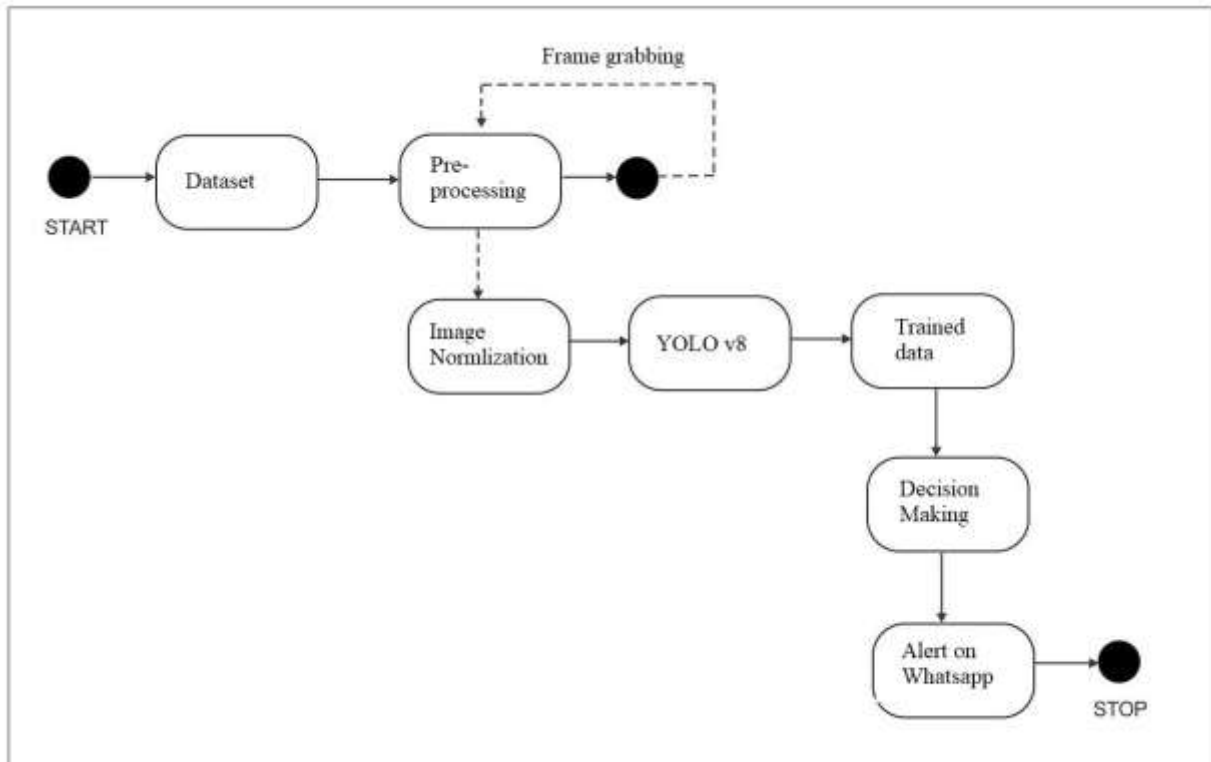 Frame grabbing
START
Dataset
Pre-
processing
Image
Normlization
YOLO v8
Trained
data
Decision
Making
Alert on
Whatsapp
STOP